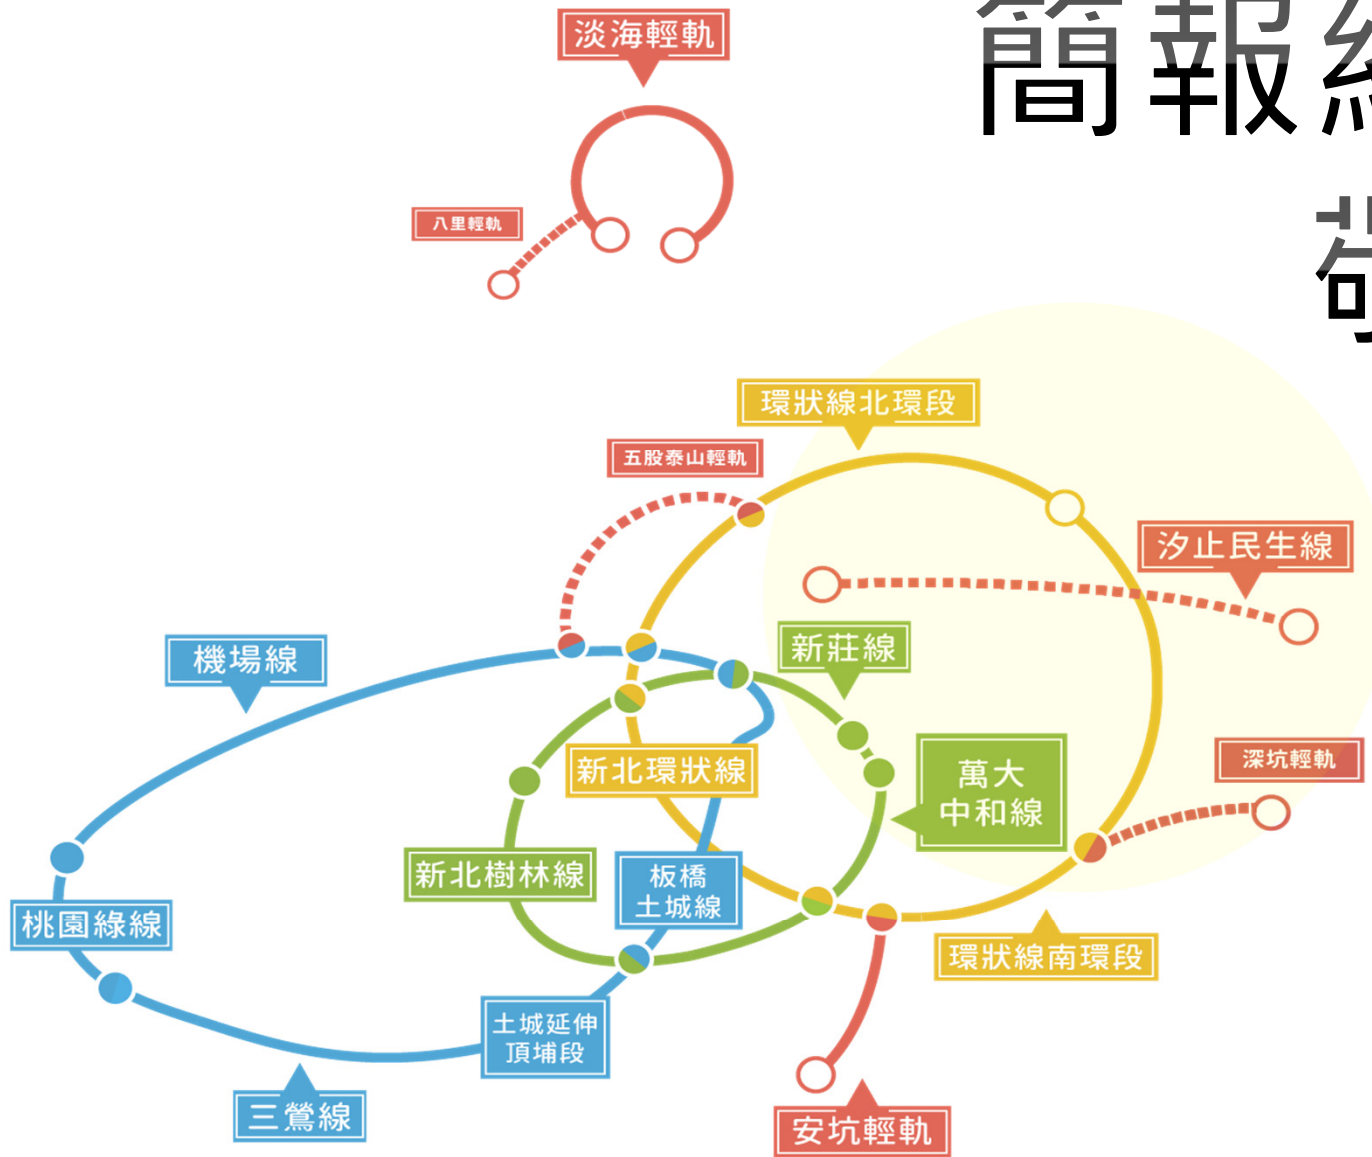 簡報
淡海輕軌
八里輕軌
環狀線北環段
五股泰山輕軌
汐止民生線
新莊線
機場線
深坑輕軌
新北環狀線
萬大
中和線
新北樹林線
板橋
土城線
桃園綠線
環狀線南環段
土城延伸
頂埔段
三鶯線
安坑輕軌